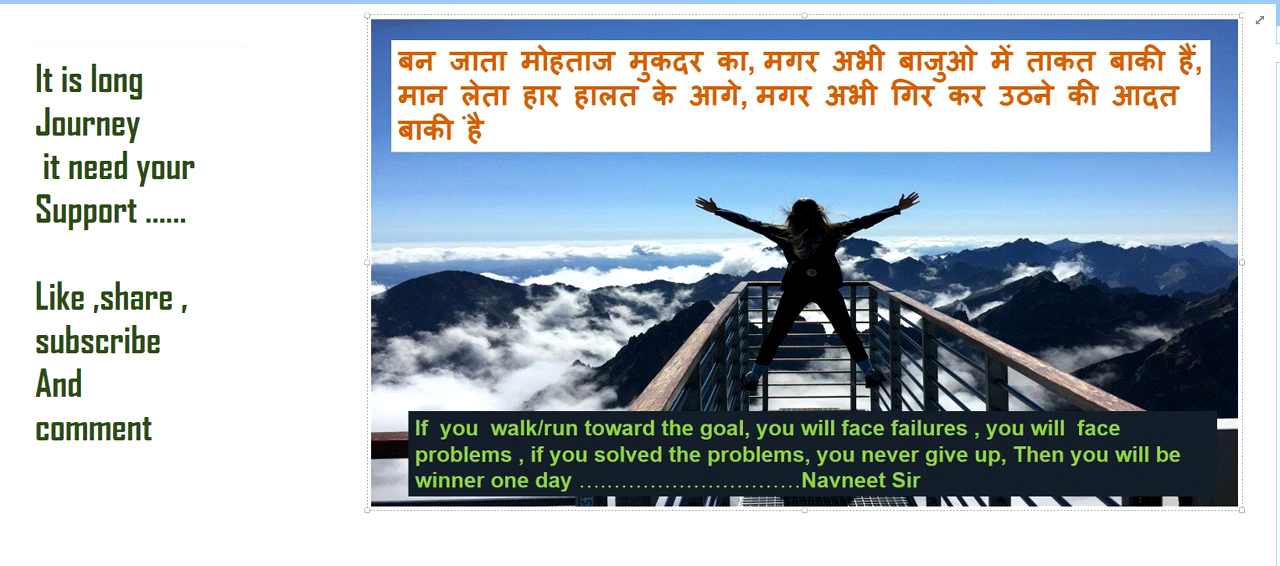 It is long
Journey
it need your
Support ......
Like ,share ,
subscribe
And
comment
बन जाता मोहताज मुकदर का, मगर अभी बाजुओ में ताकत बाकी हैं,
मान लेता हार हालत के आगे, मगर अभी गिर कर उठने की आदत
बाकी ंहै
If you walk/run toward the goal, you will face failures , you will face
problems , if you solved the problems, you never give up, Then you will be
winner one day …………………………Navneet Sir